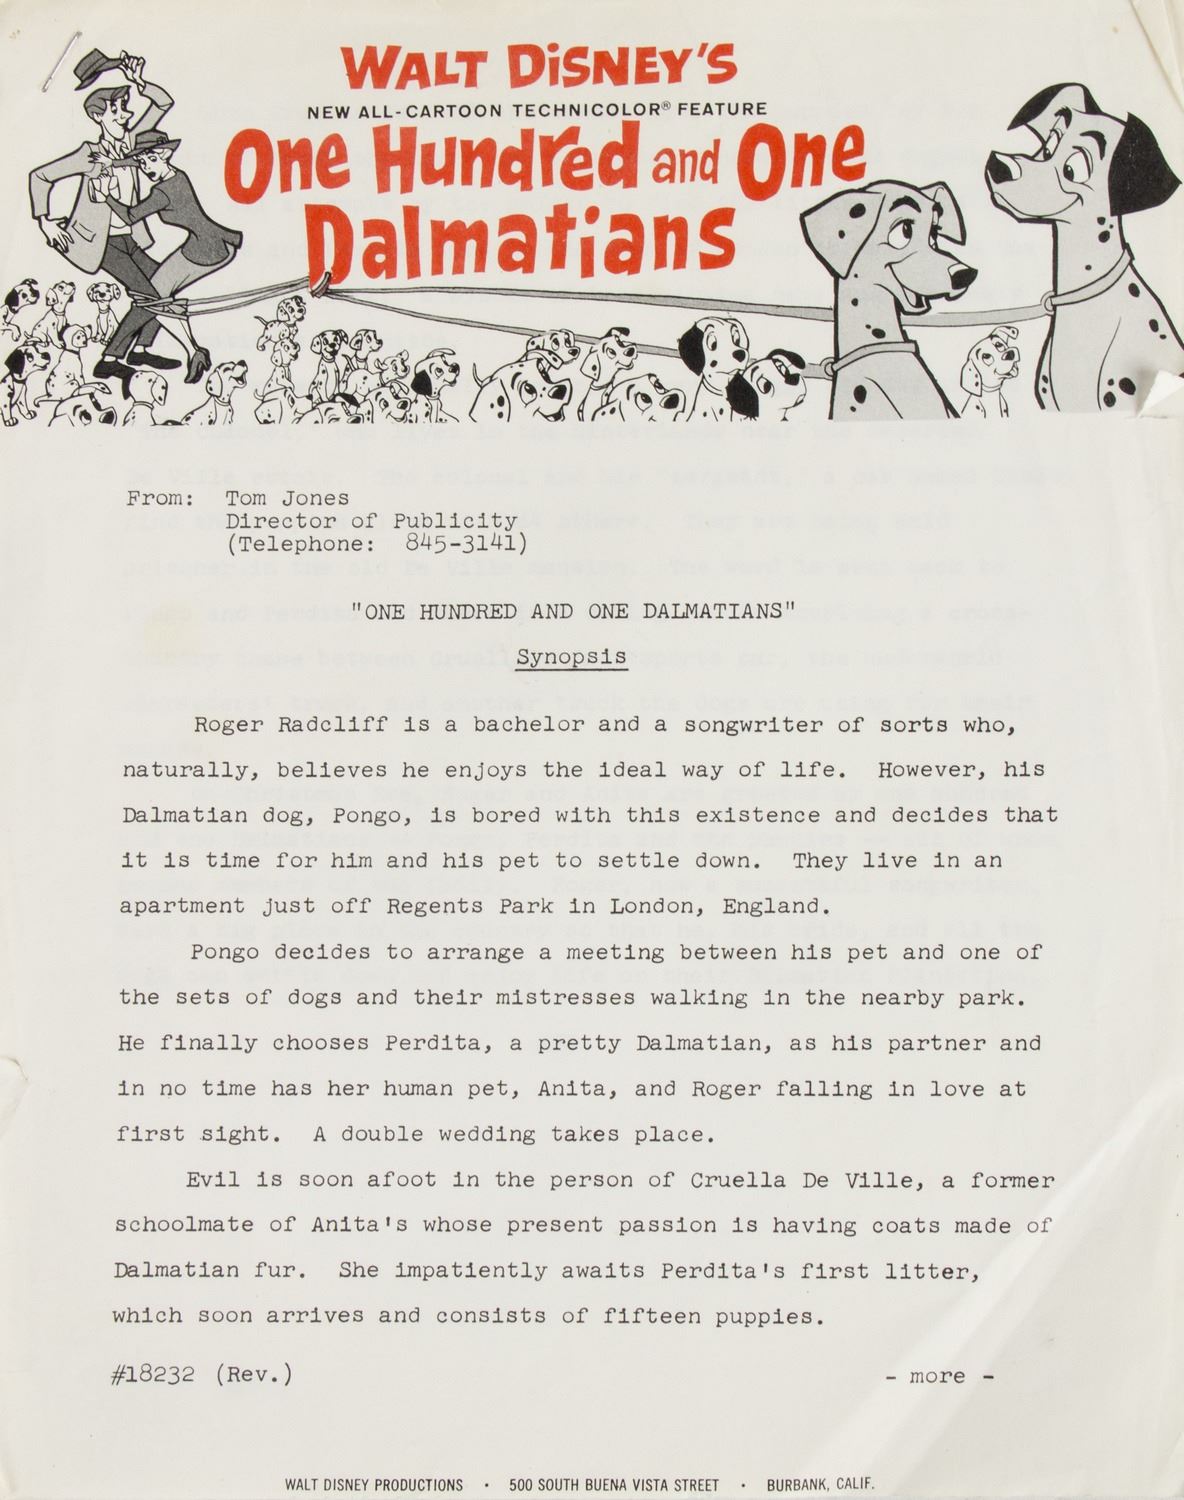 WALT DiSNEY'S
NEW ALL-CARTOON TECHNICOLOR® FEATURE
One Hundred and One
Dalmatians
From: Tom Jones
Director of Publicity
(Telephone: 845-3141)
"ONE HUNDRED AND ONE DALMATIANS"
Synopsis
Roger Radcliff is a bachelor and a songwriter of sorts who,
naturally, believes he enjoys the ideal way of life. However, his
Dalmatian dog, Pongo, is bored with this existence and decides that
it is time for him and his pet to settle down. They live in an
apartment just off Regents Park in London, England.
Pongo decides to arrange a meeting between his pet and one of
the sets of dogs and their mistresses walking in the nearby park.
He finally chooses Perdita, a pretty Dalmatian, as his partner and
in no time has her human pet, Anita, and Roger falling in love at
first sight. A double wedding takes place.
Evil is soon afoot in the person of Cruella De Ville, a former
schoolmate of Anita's whose present passion is having coats made of
Dalmatian fur. She impatiently awaits Perdita's first litter,
which soon arrives and consists of fifteen puppies.
#18232 (Rev.) - more -
WALT DISNEY PRODUCTIONS · 500 SOUTH BUENA VISTA STREET · BURBANK, CALIF.